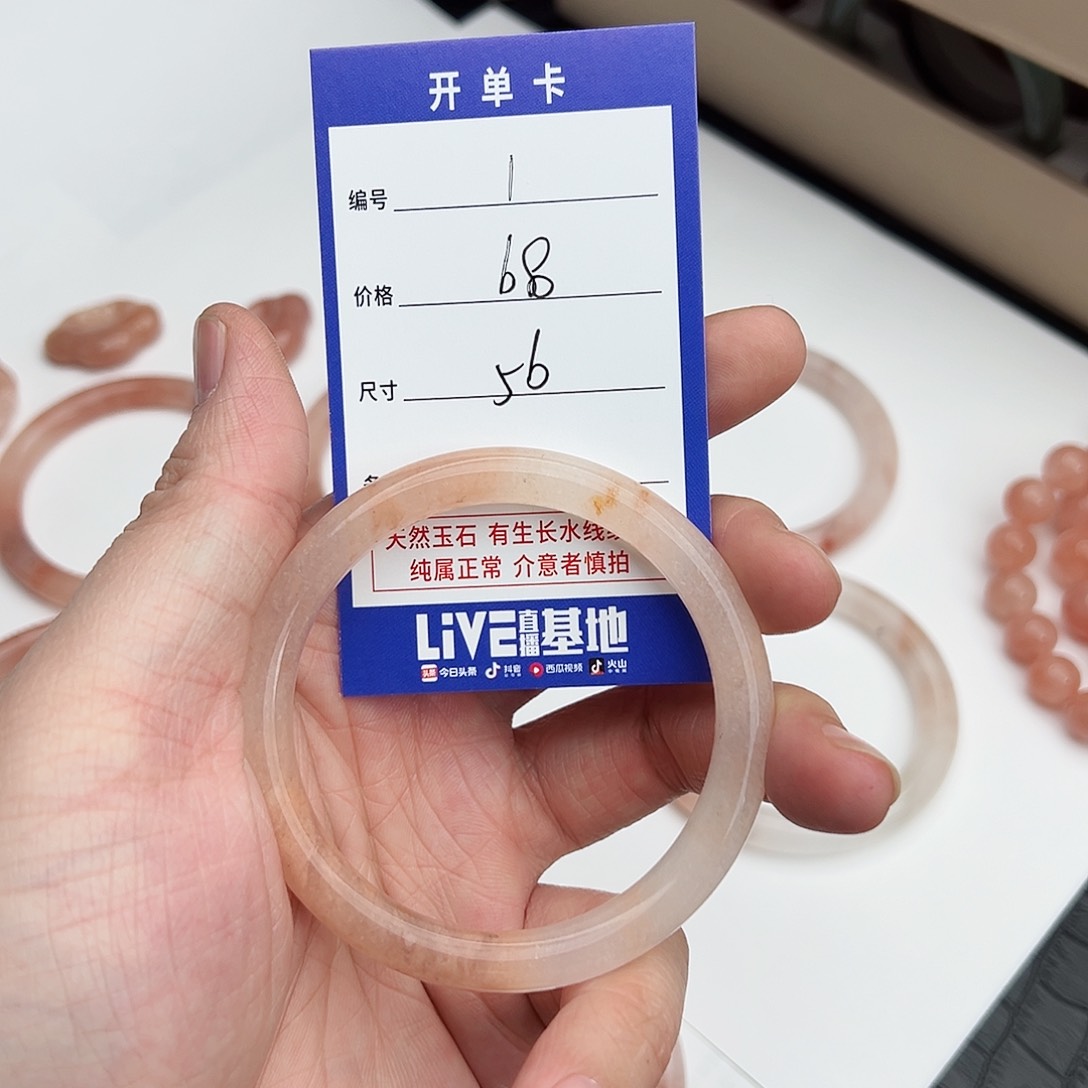 开单卡
编号 1
价格 68
尺寸 56
天然玉石 有生长水线
纯属正常 介意者慎拍
LiVE直播基地
今日头条 抖音 西瓜视频 火山